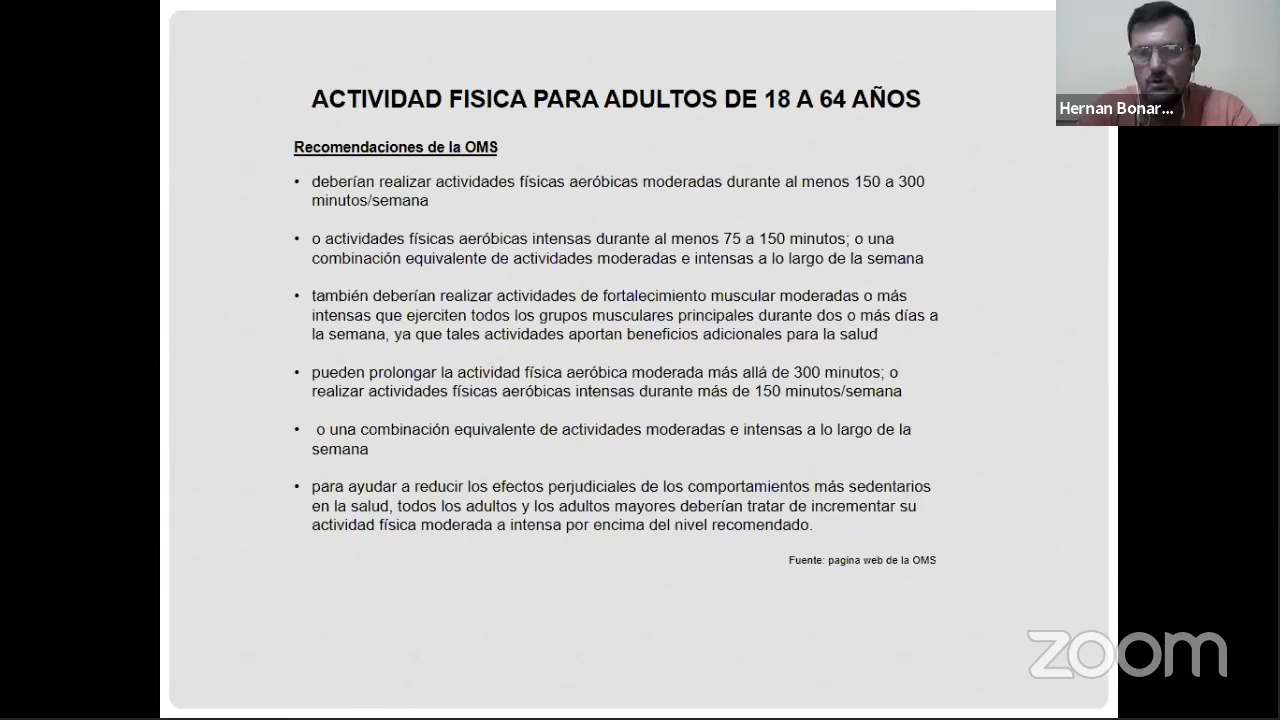 ACTIVIDAD FISICA PARA ADULTOS DE 18 A 64 AÑOS
Hernan Bonar...
Recomendaciones de la OMS
• deberían realizar actividades físicas aeróbicas moderadas durante al menos 150 a 300
minutos/semana
• o actividades físicas aeróbicas intensas durante al menos 75 a 150 minutos; o una
combinación equivalente de actividades moderadas e intensas a lo largo de la semana
• también deberían realizar actividades de fortalecimiento muscular moderadas o más
intensas que ejerciten todos los grupos musculares principales durante dos o más días a
la semana, ya que tales actividades aportan beneficios adicionales para la salud
• pueden prolongar la actividad física aeróbica moderada más allá de 300 minutos; o
realizar actividades físicas aeróbicas intensas durante más de 150 minutos/semana
• o una combinación equivalente de actividades moderadas e intensas a lo largo de la
semana
• para ayudar a reducir los efectos perjudiciales de los comportamientos más sedentarios
en la salud, todos los adultos y los adultos mayores deberían tratar de incrementar su
actividad física moderada a intensa por encima del nivel recomendado.
Fuente: pagina web de la OMS
zoom